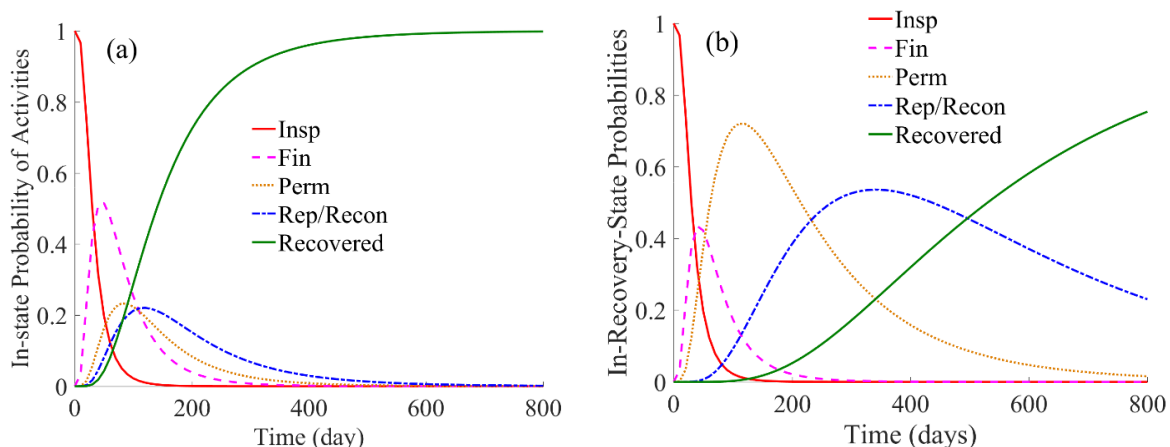 (a)
In-state Probability of Activities
1
0.8
0.6
0.4
0.2
0
Insp
Fin
Perm
Rep/Recon
Recovered
0 200 400 600 800
Time (day)
(b)
In-Recovery-State Probabilities
1
0.8
0.6
0.4
0.2
0
Insp
Fin
Perm
Rep/Recon
Recovered
0 200 400 600 800
Time (days)